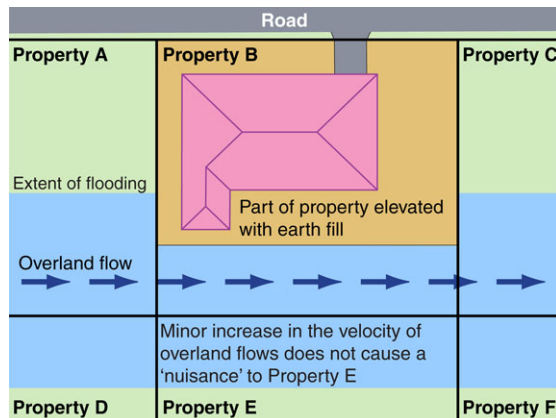 Road
Property A
Property B
Property C
Extent of flooding
Part of property elevated
with earth fill
Overland flow
Minor increase in the velocity of
overland flows does not cause a
‘nuisance’ to Property E
Property D
Property E
Property F